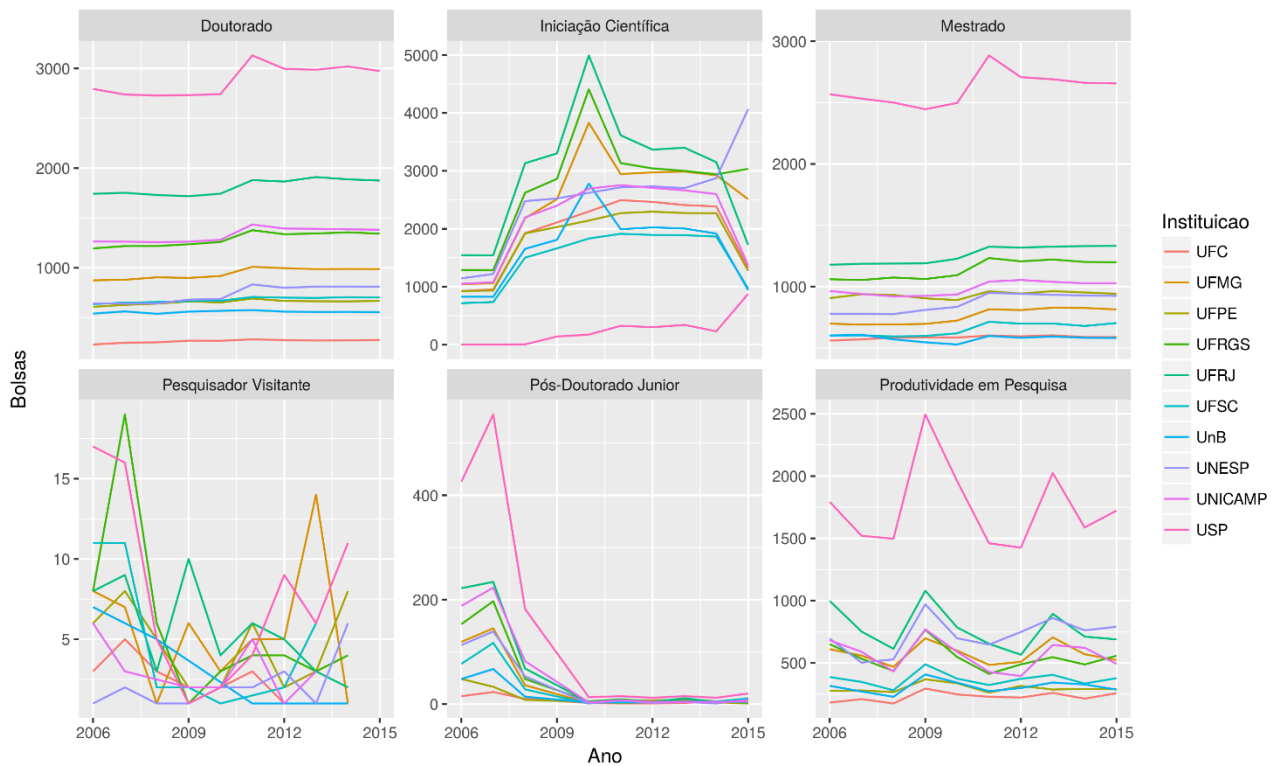 Doutorado
Iniciação Científica
Mestrado
3000
2000
1000
5000
4000
3000
2000
1000
0
3000
2000
1000
Pesquisador Visitante
Pós-Doutorado Junior
Produtividade em Pesquisa
15
10
5
400
200
0
2500
2000
1500
1000
500
2006
2009
2012
2015
2006
2009
2012
2015
2006
2009
2012
2015
Bolsas
Ano
Instituicao
UFC
UFMG
UFPE
UFRGS
UFRJ
UFSC
UnB
UNESP
UNICAMP
USP